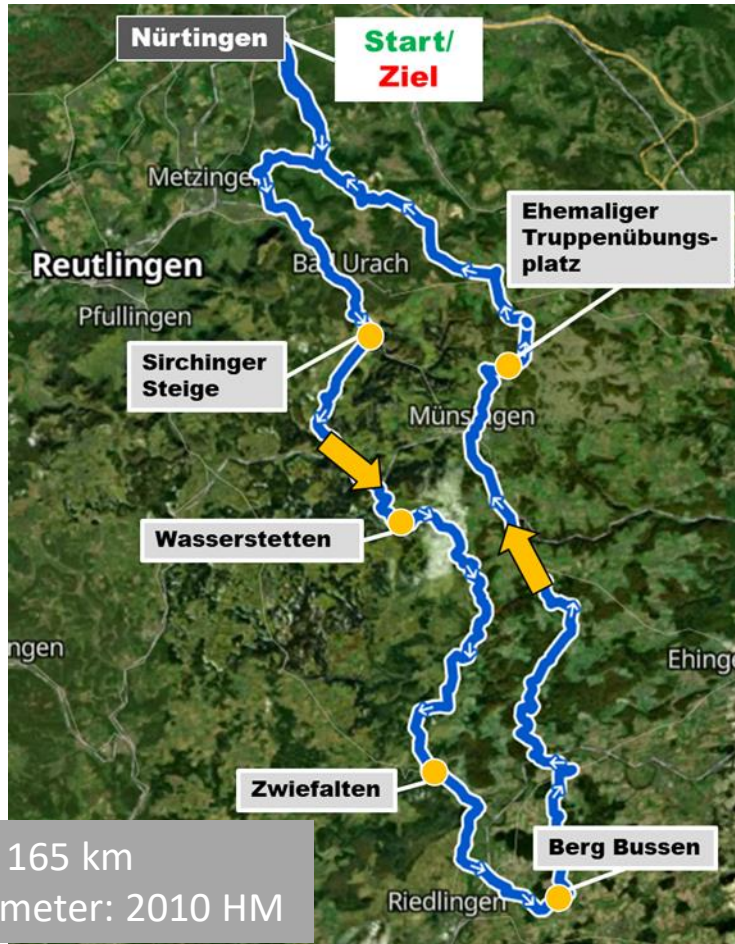 Nürtingen
Start/
Ziel
Metzinge
Ehemaliger
Truppenübungs-
platz
Reutlingen
Bad Urach
Pfullingen
Sirchinger
Steige
Münsingen
Wasserstetten
ngen
Ehing
Zwiefalten
165 km
Berg Bussen
meter: 2010 HM
Riedlingen